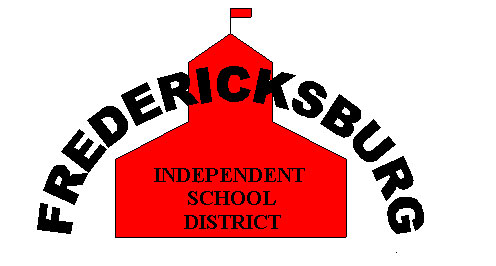 FREDERICKSBURG
INDEPENDENT
SCHOOL
DISTRICT